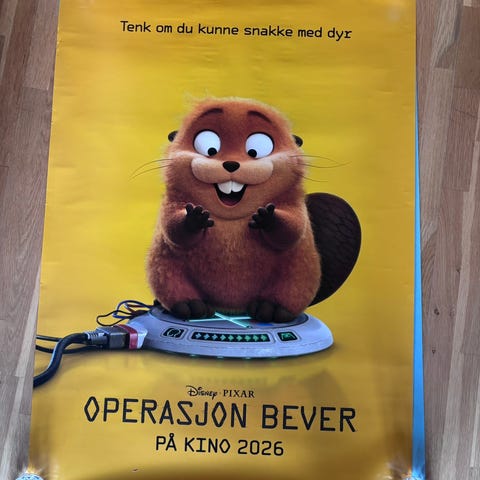 Tenk om du kunne snakke med dyr
Disney · PIXAR
OPERASJON BEVER
PÅ KINO 2026